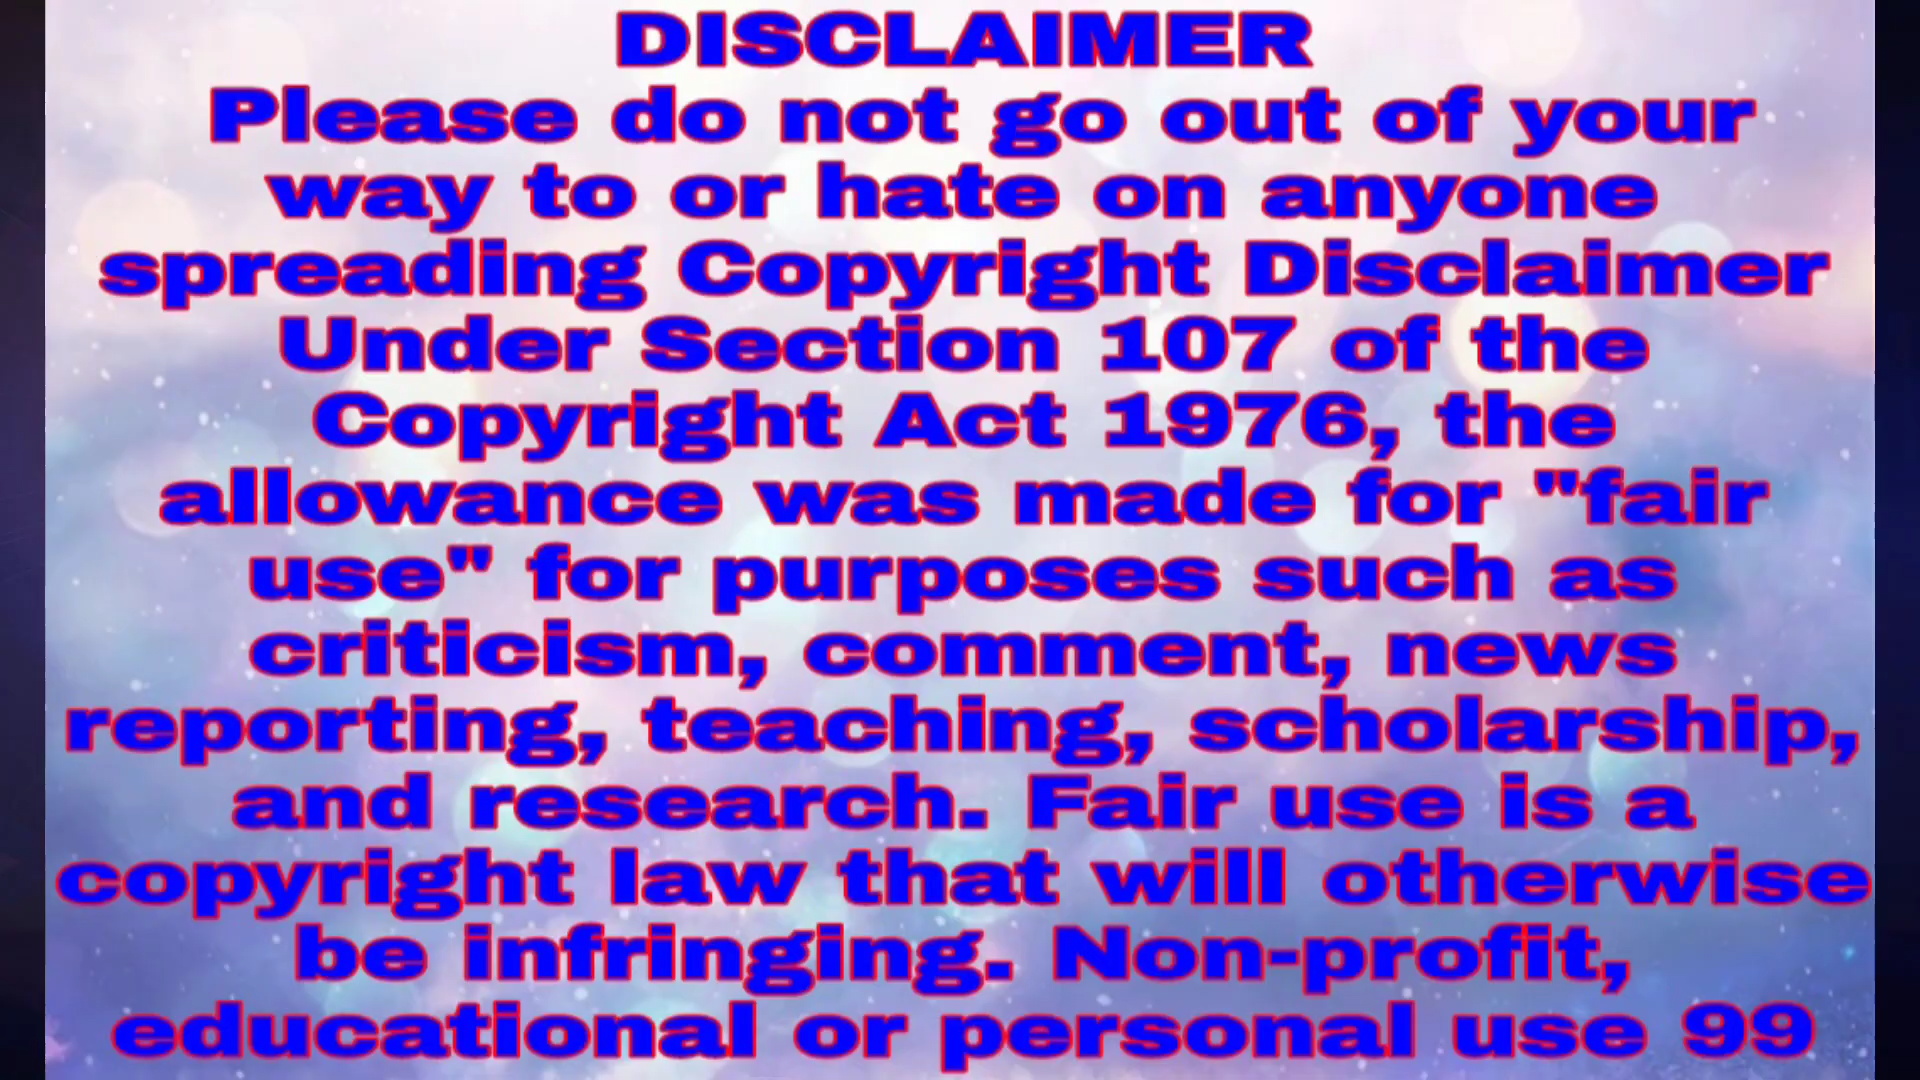 DISCLAIMER
Please do not go out of your
way to or hate on anyone
spreading Copyright Disclaimer
Under Section 107 of the
Copyright Act 1976, the
allowance was made for "fair
use" for purposes such as
criticism, comment, news
reporting, teaching, scholarship,
and research. Fair use is a
copyright law that will otherwise
be infringing. Non-profit,
educational or personal use 99